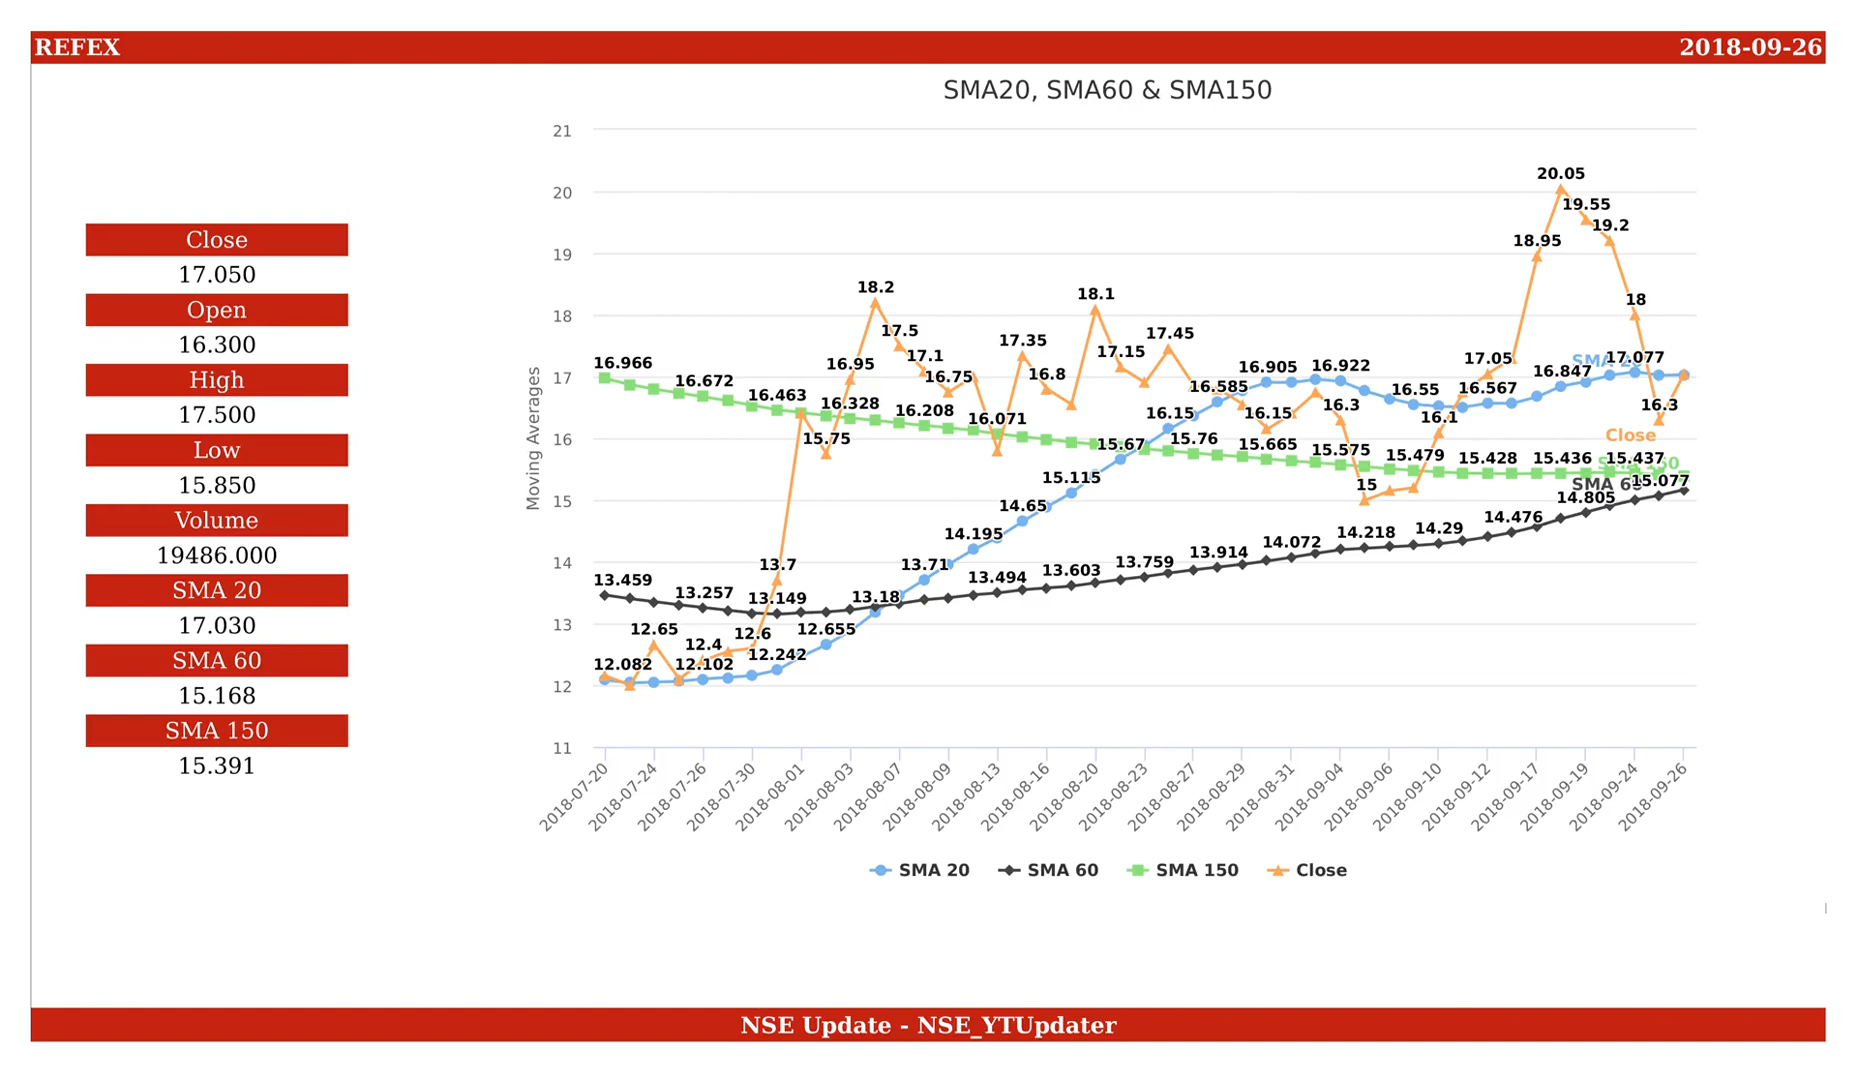 REFEX 2018-09-26
SMA20, SMA60 & SMA150
Close
17.050
Open
16.300
High
17.500
Low
15.850
Volume
19486.000
SMA 20
17.030
SMA 60
15.168
SMA 150
15.391
Moving Averages
21
20
19
18
17
16
15
14
13
12
11
20.05
19.55
19.2
18.95
18.2 18.1 18
17.5 17.35 17.15 17.45
17.1 16.95 16.75 16.8 17.05
16.966 16.672 16.463 16.328 16.208 16.071
16.585 16.905 16.922 16.55 16.567 16.847 17.077
15.75 16.15 16.15 16.3 16.1 16.3
15.67 15.76 15.665 15.575 15.479 15.428 15.436 15.437
Close
15 15.077
15.115
14.65
14.195
13.71
13.7
13.459 13.257 13.149 13.18 13.494 13.603 13.759 13.914 14.072 14.218 14.29 14.476 14.805
12.65 12.4 12.6
12.082 12.102 12.242 12.655
2018-07-20
2018-07-24
2018-07-26
2018-07-30
2018-08-01
2018-08-03
2018-08-07
2018-08-09
2018-08-13
2018-08-16
2018-08-20
2018-08-23
2018-08-27
2018-08-29
2018-08-31
2018-09-04
2018-09-06
2018-09-10
2018-09-12
2018-09-17
2018-09-19
2018-09-24
2018-09-26
SMA 20 SMA 60 SMA 150 Close
NSE Update - NSE_YTUpdater